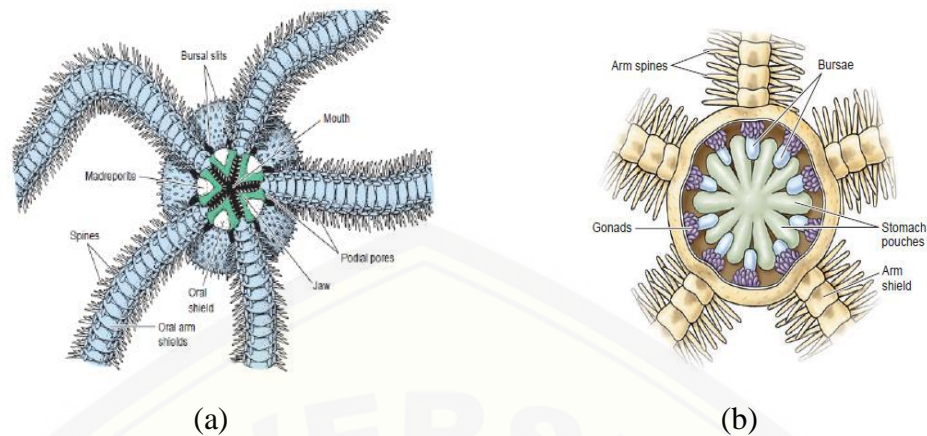 Bursal slits
Mouth
Madreporite
Spines
Podial pores
Jaw
Oral
shield
Oral arm
shields
(a)
Arm spines
Bursae
Gonads
Stomach
pouches
Arm
shield
(b)